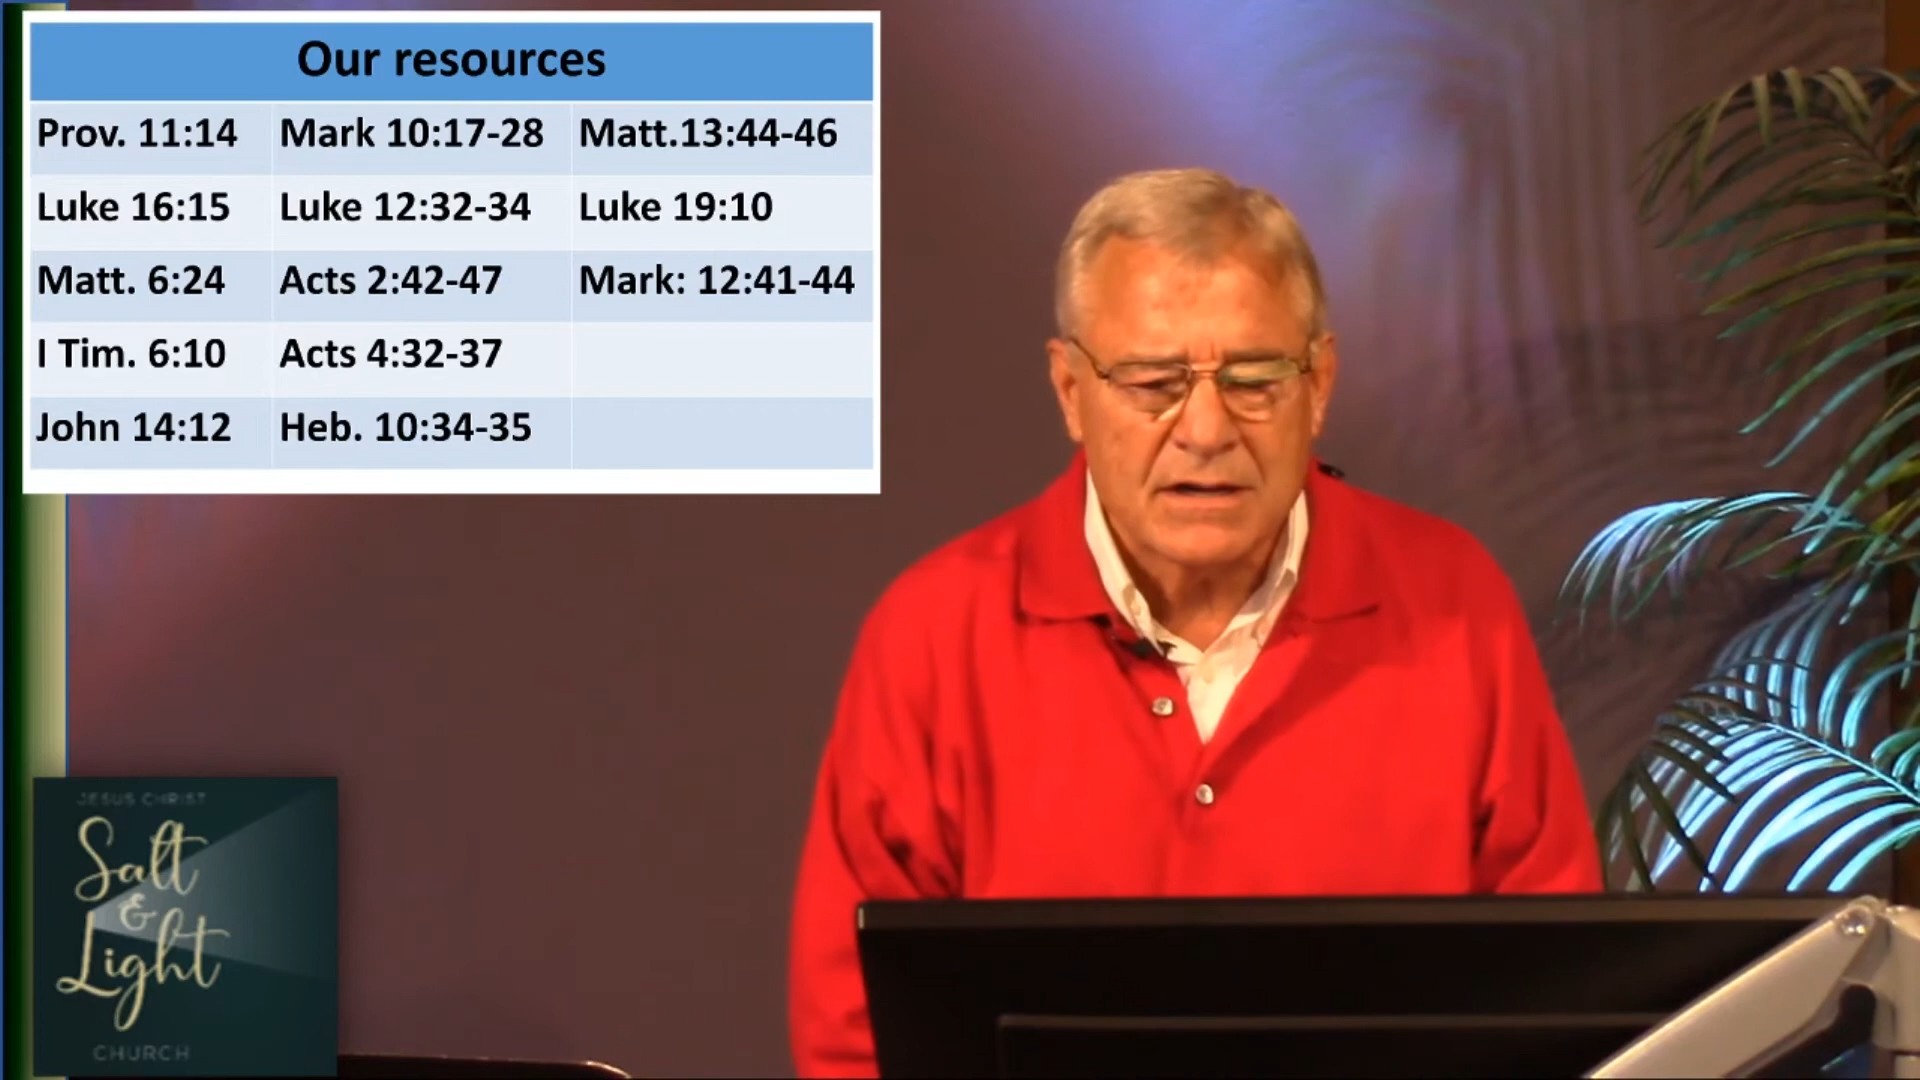 Our resources
Prov. 11:14 Mark 10:17-28 Matt.13:44-46
Luke 16:15 Luke 12:32-34 Luke 19:10
Matt. 6:24 Acts 2:42-47 Mark: 12:41-44
I Tim. 6:10 Acts 4:32-37
John 14:12 Heb. 10:34-35
JESUS CHRIST
Salt
&
Light
CHURCH